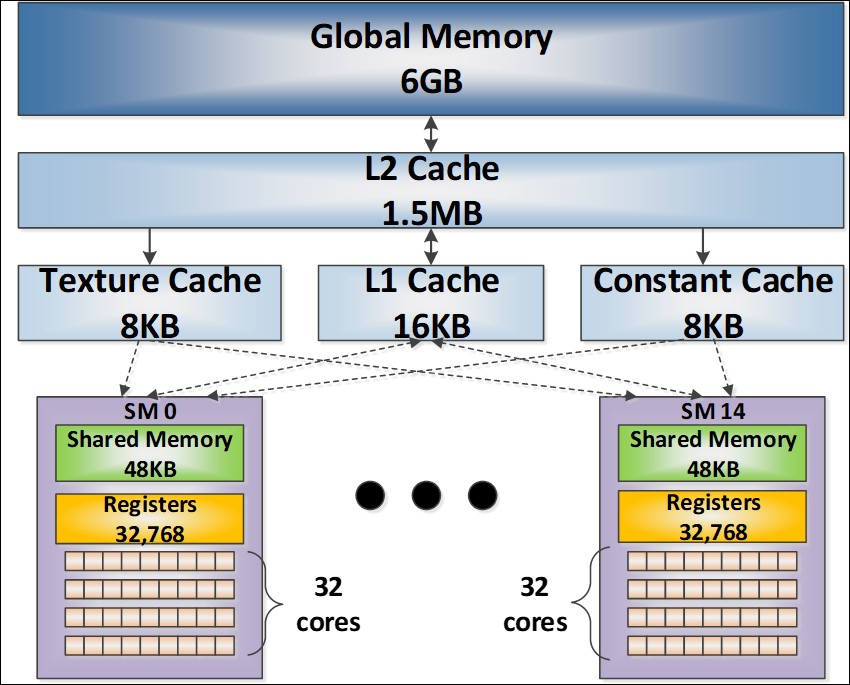 Global Memory
6GB
L2 Cache
1.5MB
Texture Cache
8KB
L1 Cache
16KB
Constant Cache
8KB
SM 0
Shared Memory
48KB
Registers
32,768
32
cores
SM 14
Shared Memory
48KB
Registers
32,768
32
cores